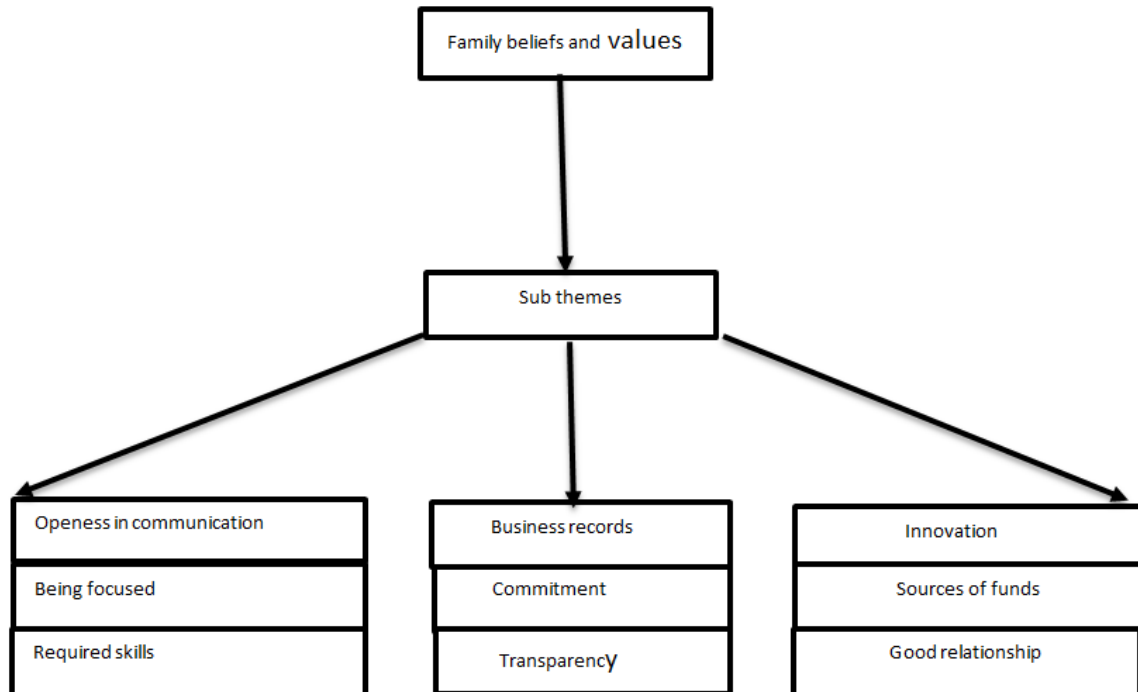 Family beliefs and values
Sub themes
Openess in communication
Being focused
Required skills
Business records
Commitment
Transparency
Innovation
Sources of funds
Good relationship